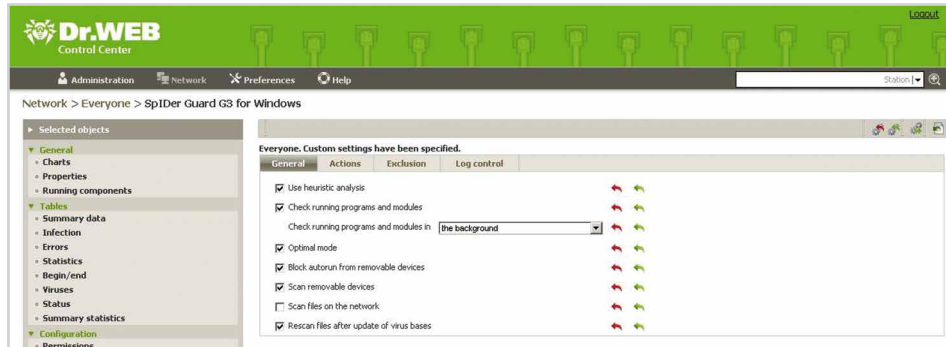 Logout
Dr.WEB
Control Center
Administration Network Preferences Help Station
Network > Everyone > SpIDer Guard G3 for Windows
Selected objects
General
Charts
Properties
Running components
Tables
Summary data
Infection
Errors
Statistics
Begin/end
Viruses
Status
Summary statistics
Configuration
Permissions
Everyone. Custom settings have been specified.
General Actions Exclusion Log control
Use heuristic analysis
Check running programs and modules
Check running programs and modules in the background
Optimal mode
Block autorun from removable devices
Scan removable devices
Scan files on the network
Rescan files after update of virus bases